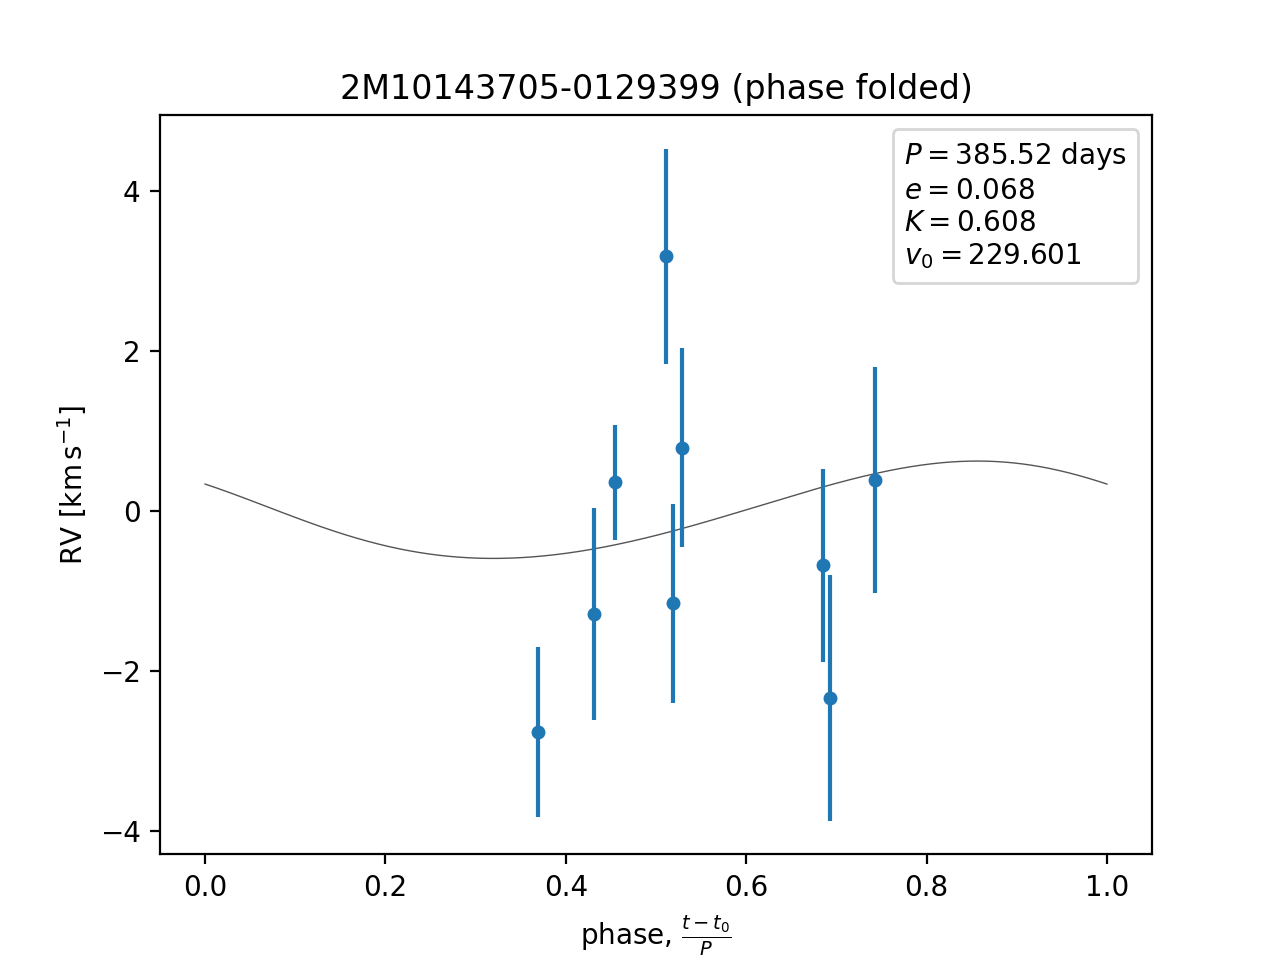 2M10143705-0129399 (phase folded)
P = 385.52 days
e = 0.068
K = 0.608
v₀ = 229.601
4
2
0
−2
−4
RV [km s⁻¹]
0.0 0.2 0.4 0.6 0.8 1.0
phase, (t − t₀)/P